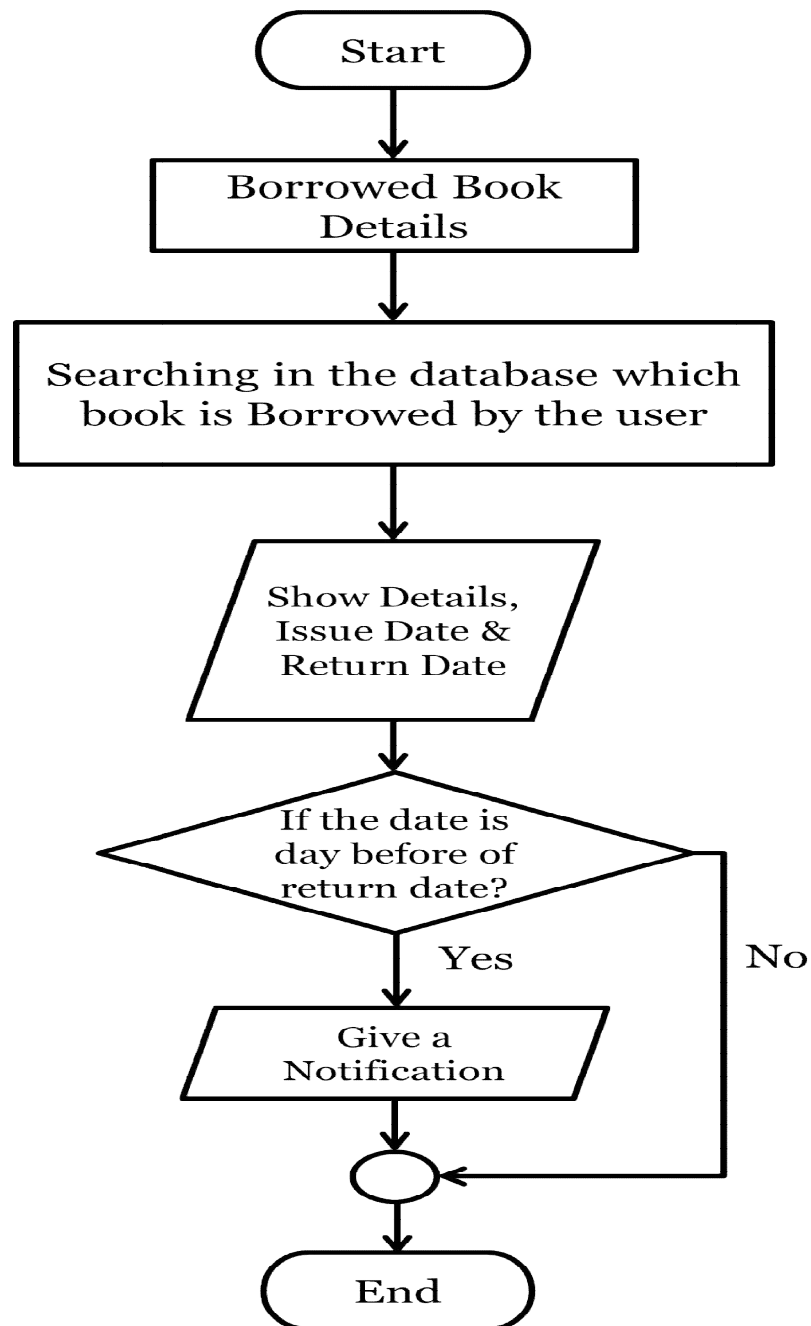 Start
Borrowed Book
Details
Searching in the database which
book is Borrowed by the user
Show Details,
Issue Date &
Return Date
If the date is
day before of
return date?
Yes
No
Give a
Notification
End